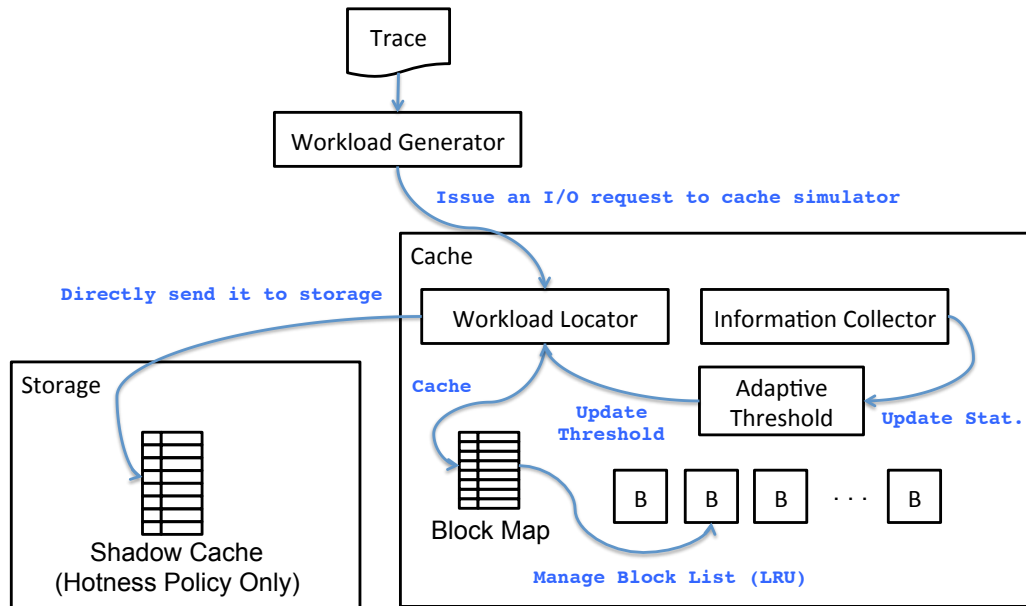 Trace
Workload Generator
Issue an I/O request to cache simulator
Cache
Directly send it to storage
Workload Locator
Information Collector
Storage
Cache
Adaptive
Threshold
Update
Threshold
Update Stat.
B B B . . . B
Block Map
Shadow Cache
(Hotness Policy Only)
Manage Block List (LRU)